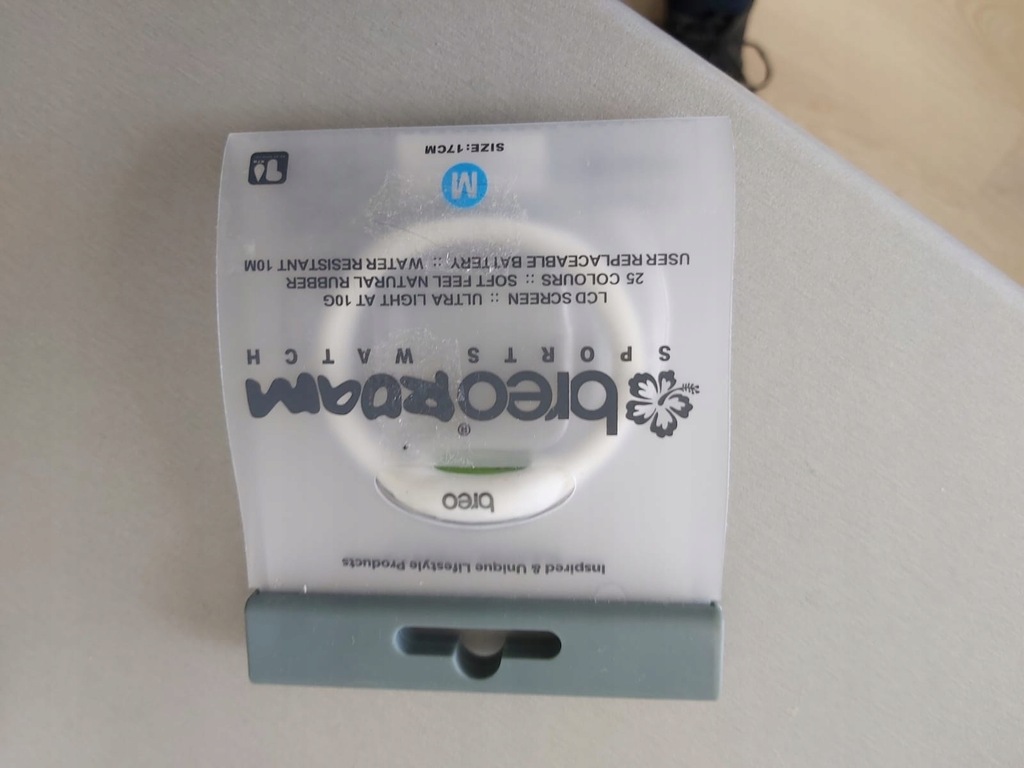 Inspired & Unique Lifestyle Products
breo
breoROAM®
SPORTS WATCH
LCD SCREEN :: ULTRA LIGHT AT 10G
25 COLOURS :: SOFT FEEL NATURAL RUBBER
USER REPLACEABLE BATTERY :: WATER RESISTANT 10M
M
SIZE:17CM